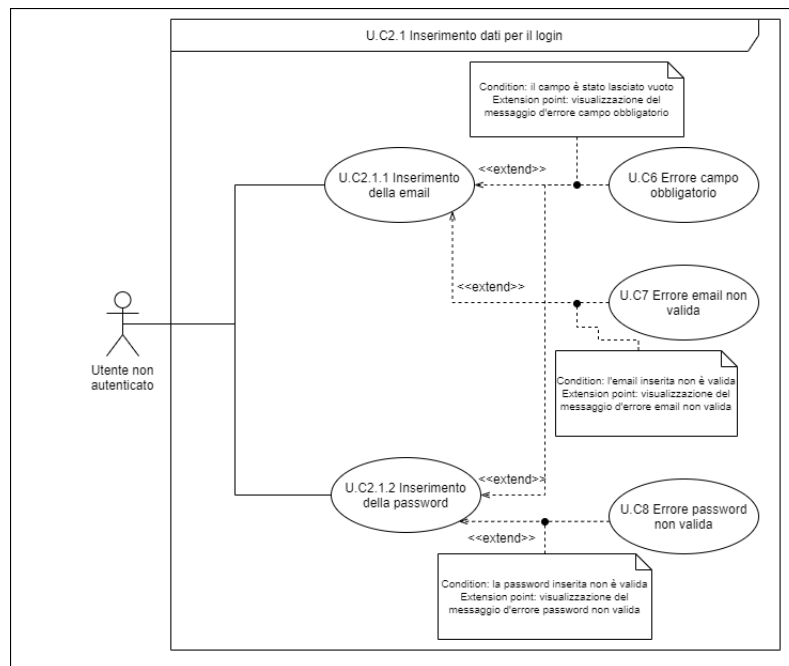 U.C2.1 Inserimento dati per il login
Condition: il campo è stato lasciato vuoto
Extension point: visualizzazione del
messaggio d'errore campo obbligatorio
<<extend>>
U.C2.1.1 Inserimento
della email
U.C6 Errore campo
obbligatorio
<<extend>>
U.C7 Errore email non
valida
Utente non
autenticato
Condition: l'email inserita non è valida
Extension point: visualizzazione del
messaggio d'errore email non valida
<<extend>>
U.C2.1.2 Inserimento
della password
U.C8 Errore password
non valida
<<extend>>
Condition: la password inserita non è valida
Extension point: visualizzazione del
messaggio d'errore password non valida